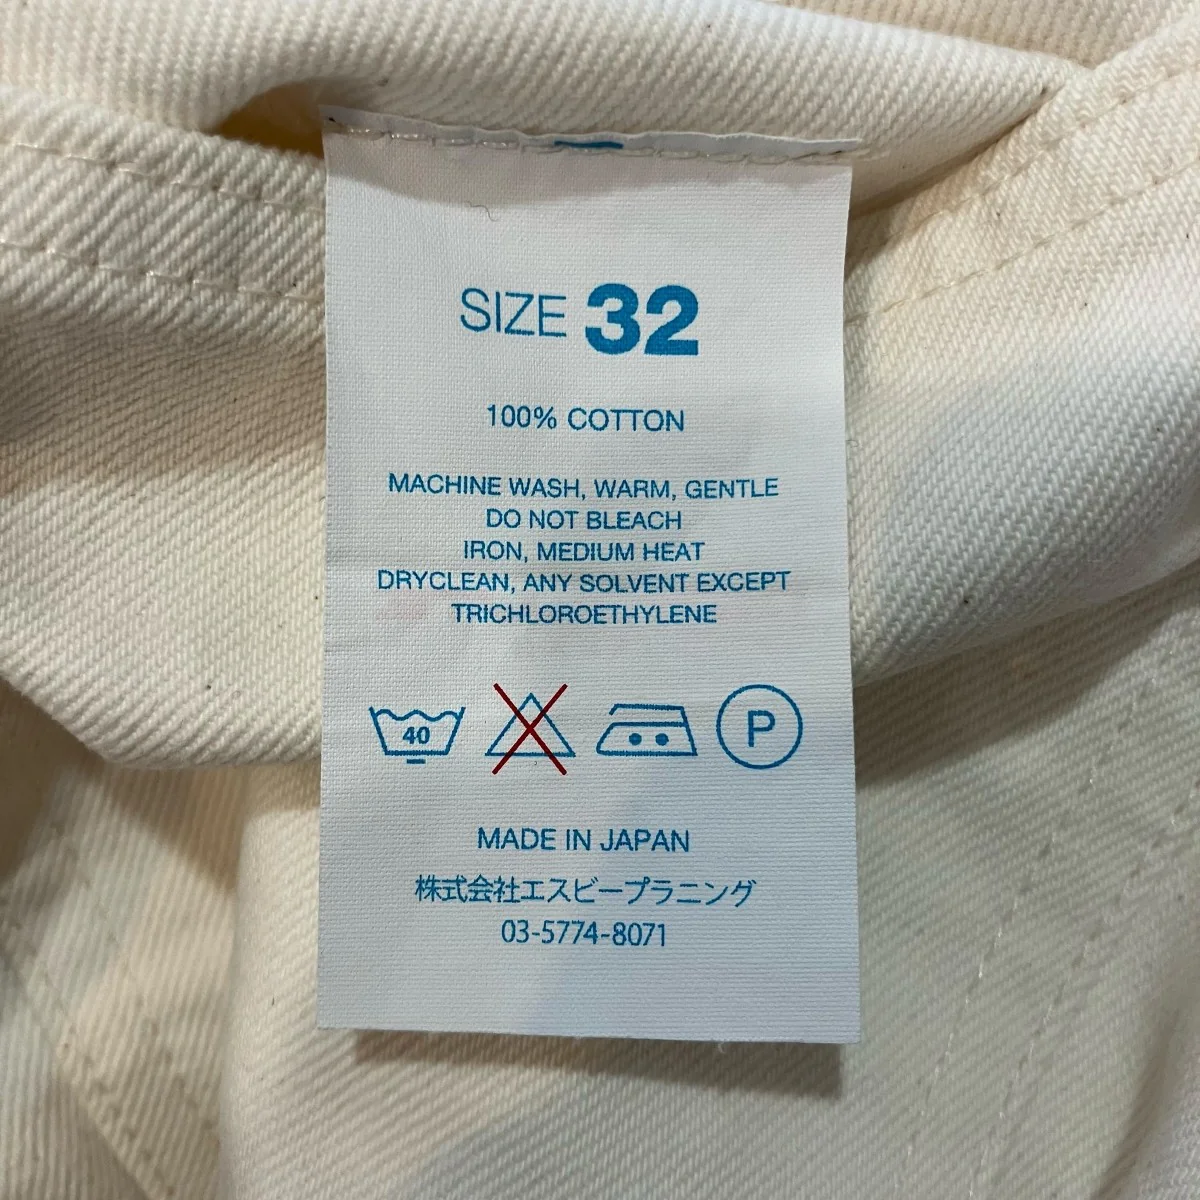 SIZE 32
100% COTTON
MACHINE WASH, WARM, GENTLE
DO NOT BLEACH
IRON, MEDIUM HEAT
DRYCLEAN, ANY SOLVENT EXCEPT
TRICHLOROETHYLENE
40 P
MADE IN JAPAN
株式会社エスビープラニング
03-5774-8071